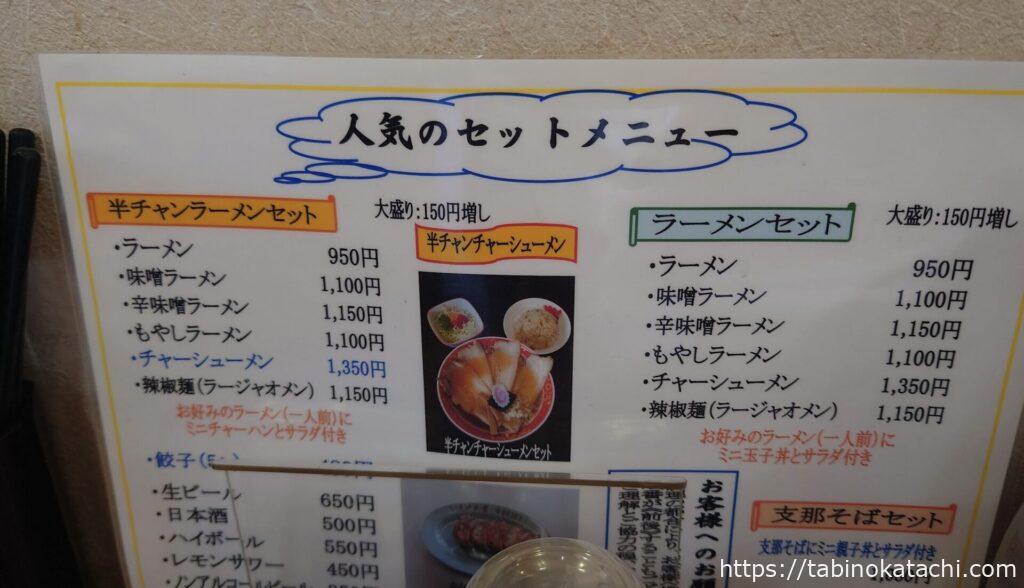 人気のセットメニュー
半チャンラーメンセット 大盛り:150円増し
・ラーメン 950円
・味噌ラーメン 1,100円
・辛味噌ラーメン 1,150円
・もやしラーメン 1,100円
・チャーシューメン 1,350円
・辣椒麺(ラージャオメン) 1,150円
お好みのラーメン(一人前)に
ミニチャーハンとサラダ付き
・餃子(5
・生ビール 650円
・日本酒 500円
・ハイボール 550円
・レモンサワー 450円
・ノンアルコールビール
半チャンチャーシューメン
半チャンチャーシューメンセット
ラーメンセット 大盛り:150円増し
・ラーメン 950円
・味噌ラーメン 1,100円
・辛味噌ラーメン 1,150円
・もやしラーメン 1,100円
・チャーシューメン 1,350円
・辣椒麺(ラージャオメン) 1,150円
お好みのラーメン(一人前)に
ミニ玉子丼とサラダ付き
お客様へのお願
支那そばセット
支那そばにミニ親子丼とサラダ付き
https://tabinokatachi.com